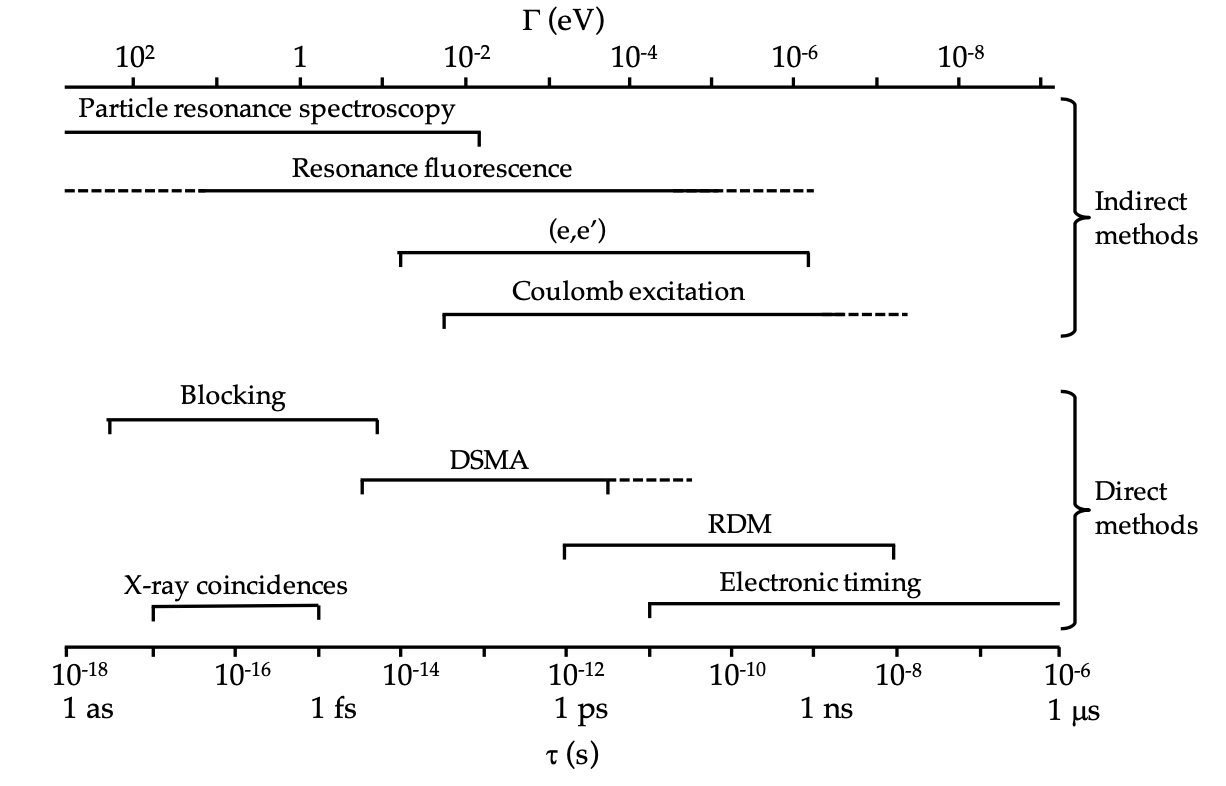 Γ (eV)
10² 1 10⁻² 10⁻⁴ 10⁻⁶ 10⁻⁸
Particle resonance spectroscopy
Resonance fluorescence
(e,e′)
Coulomb excitation
Indirect
methods
Blocking
DSMA
RDM
X-ray coincidences
Electronic timing
Direct
methods
10⁻¹⁸ 10⁻¹⁶ 10⁻¹⁴ 10⁻¹² 10⁻¹⁰ 10⁻⁸ 10⁻⁶
1 as 1 fs 1 ps 1 ns 1 μs
τ (s)